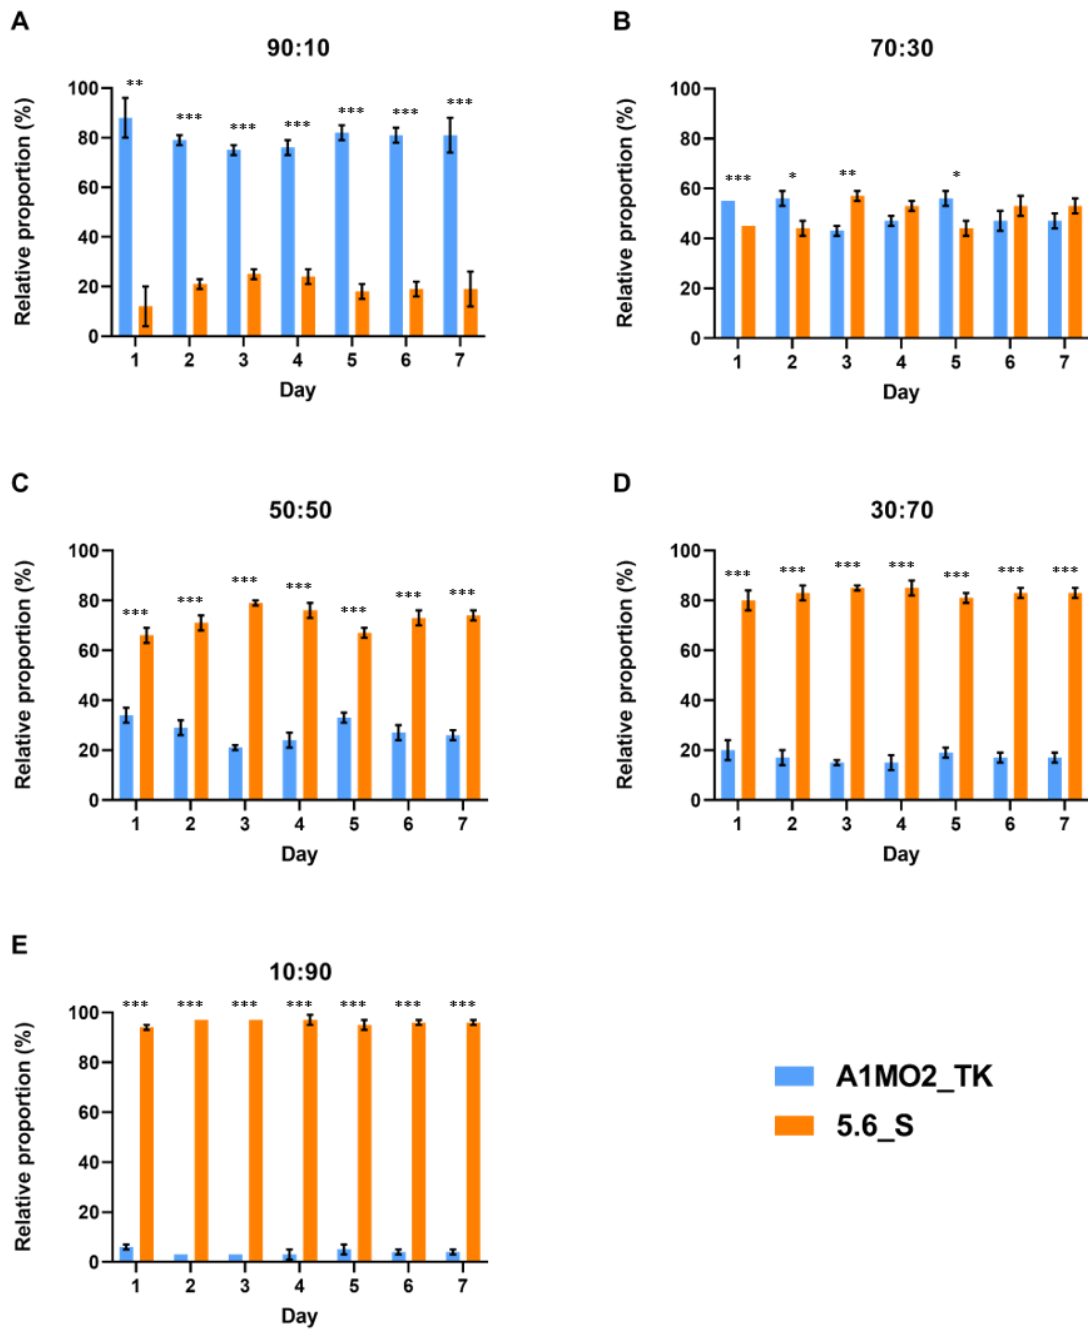 A
90:10
Relative proportion (%)
100
80
60
40
20
0
** *** *** *** *** *** ***
1 2 3 4 5 6 7
Day
B
70:30
Relative proportion (%)
100
80
60
40
20
0
*** * ** *
1 2 3 4 5 6 7
Day
C
50:50
Relative proportion (%)
100
80
60
40
20
0
*** *** *** *** *** *** ***
1 2 3 4 5 6 7
Day
D
30:70
Relative proportion (%)
100
80
60
40
20
0
*** *** *** *** *** *** ***
1 2 3 4 5 6 7
Day
E
10:90
Relative proportion (%)
100
80
60
40
20
0
*** *** *** *** *** *** ***
1 2 3 4 5 6 7
Day
A1MO2_TK
5.6_S